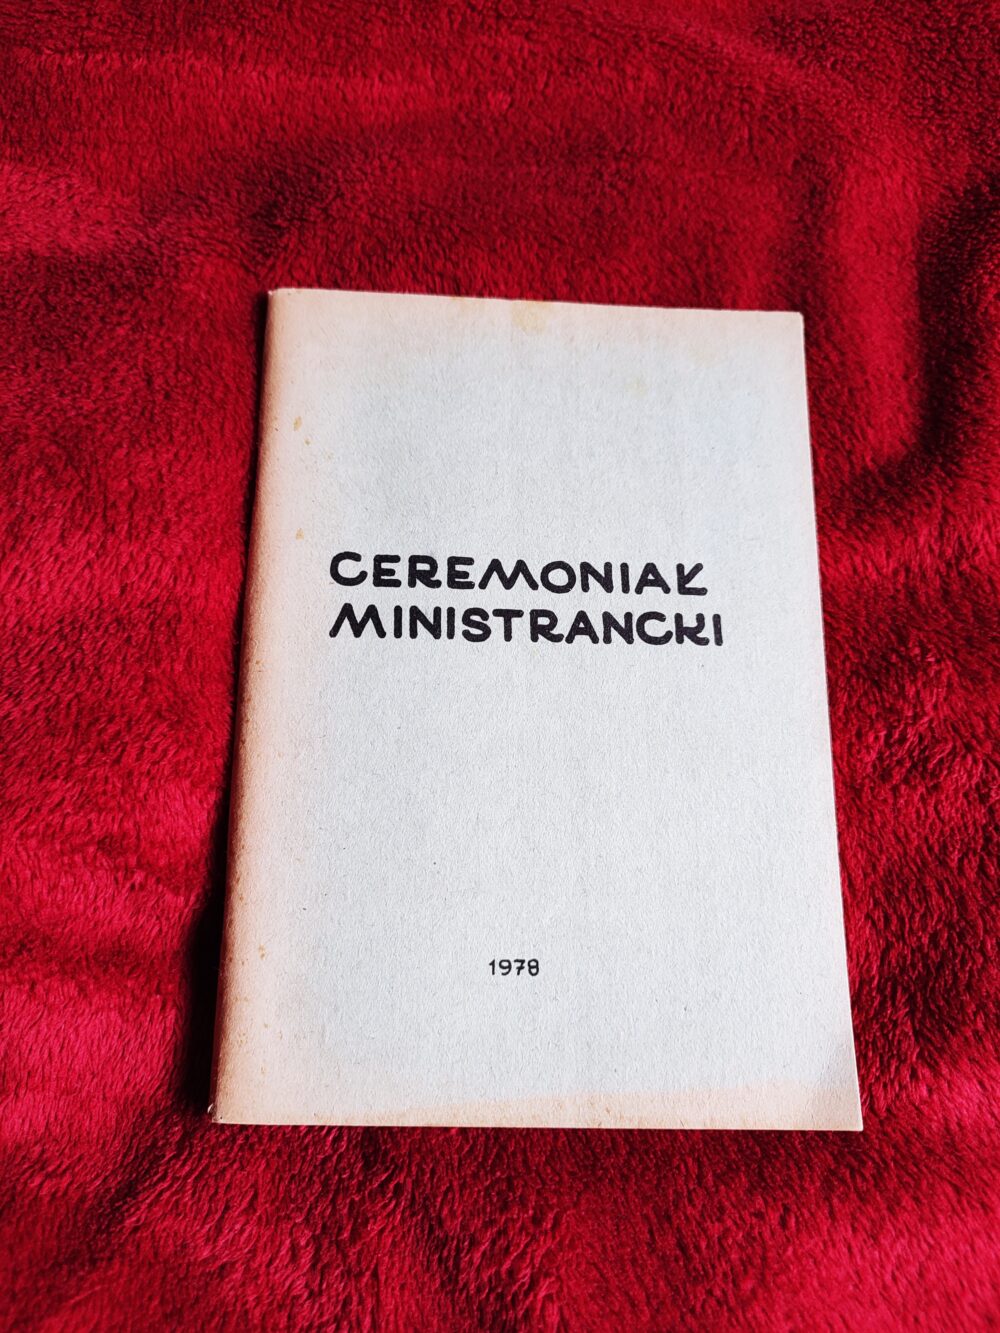 CEREMONIAŁ
MINISTRANCKI
1978